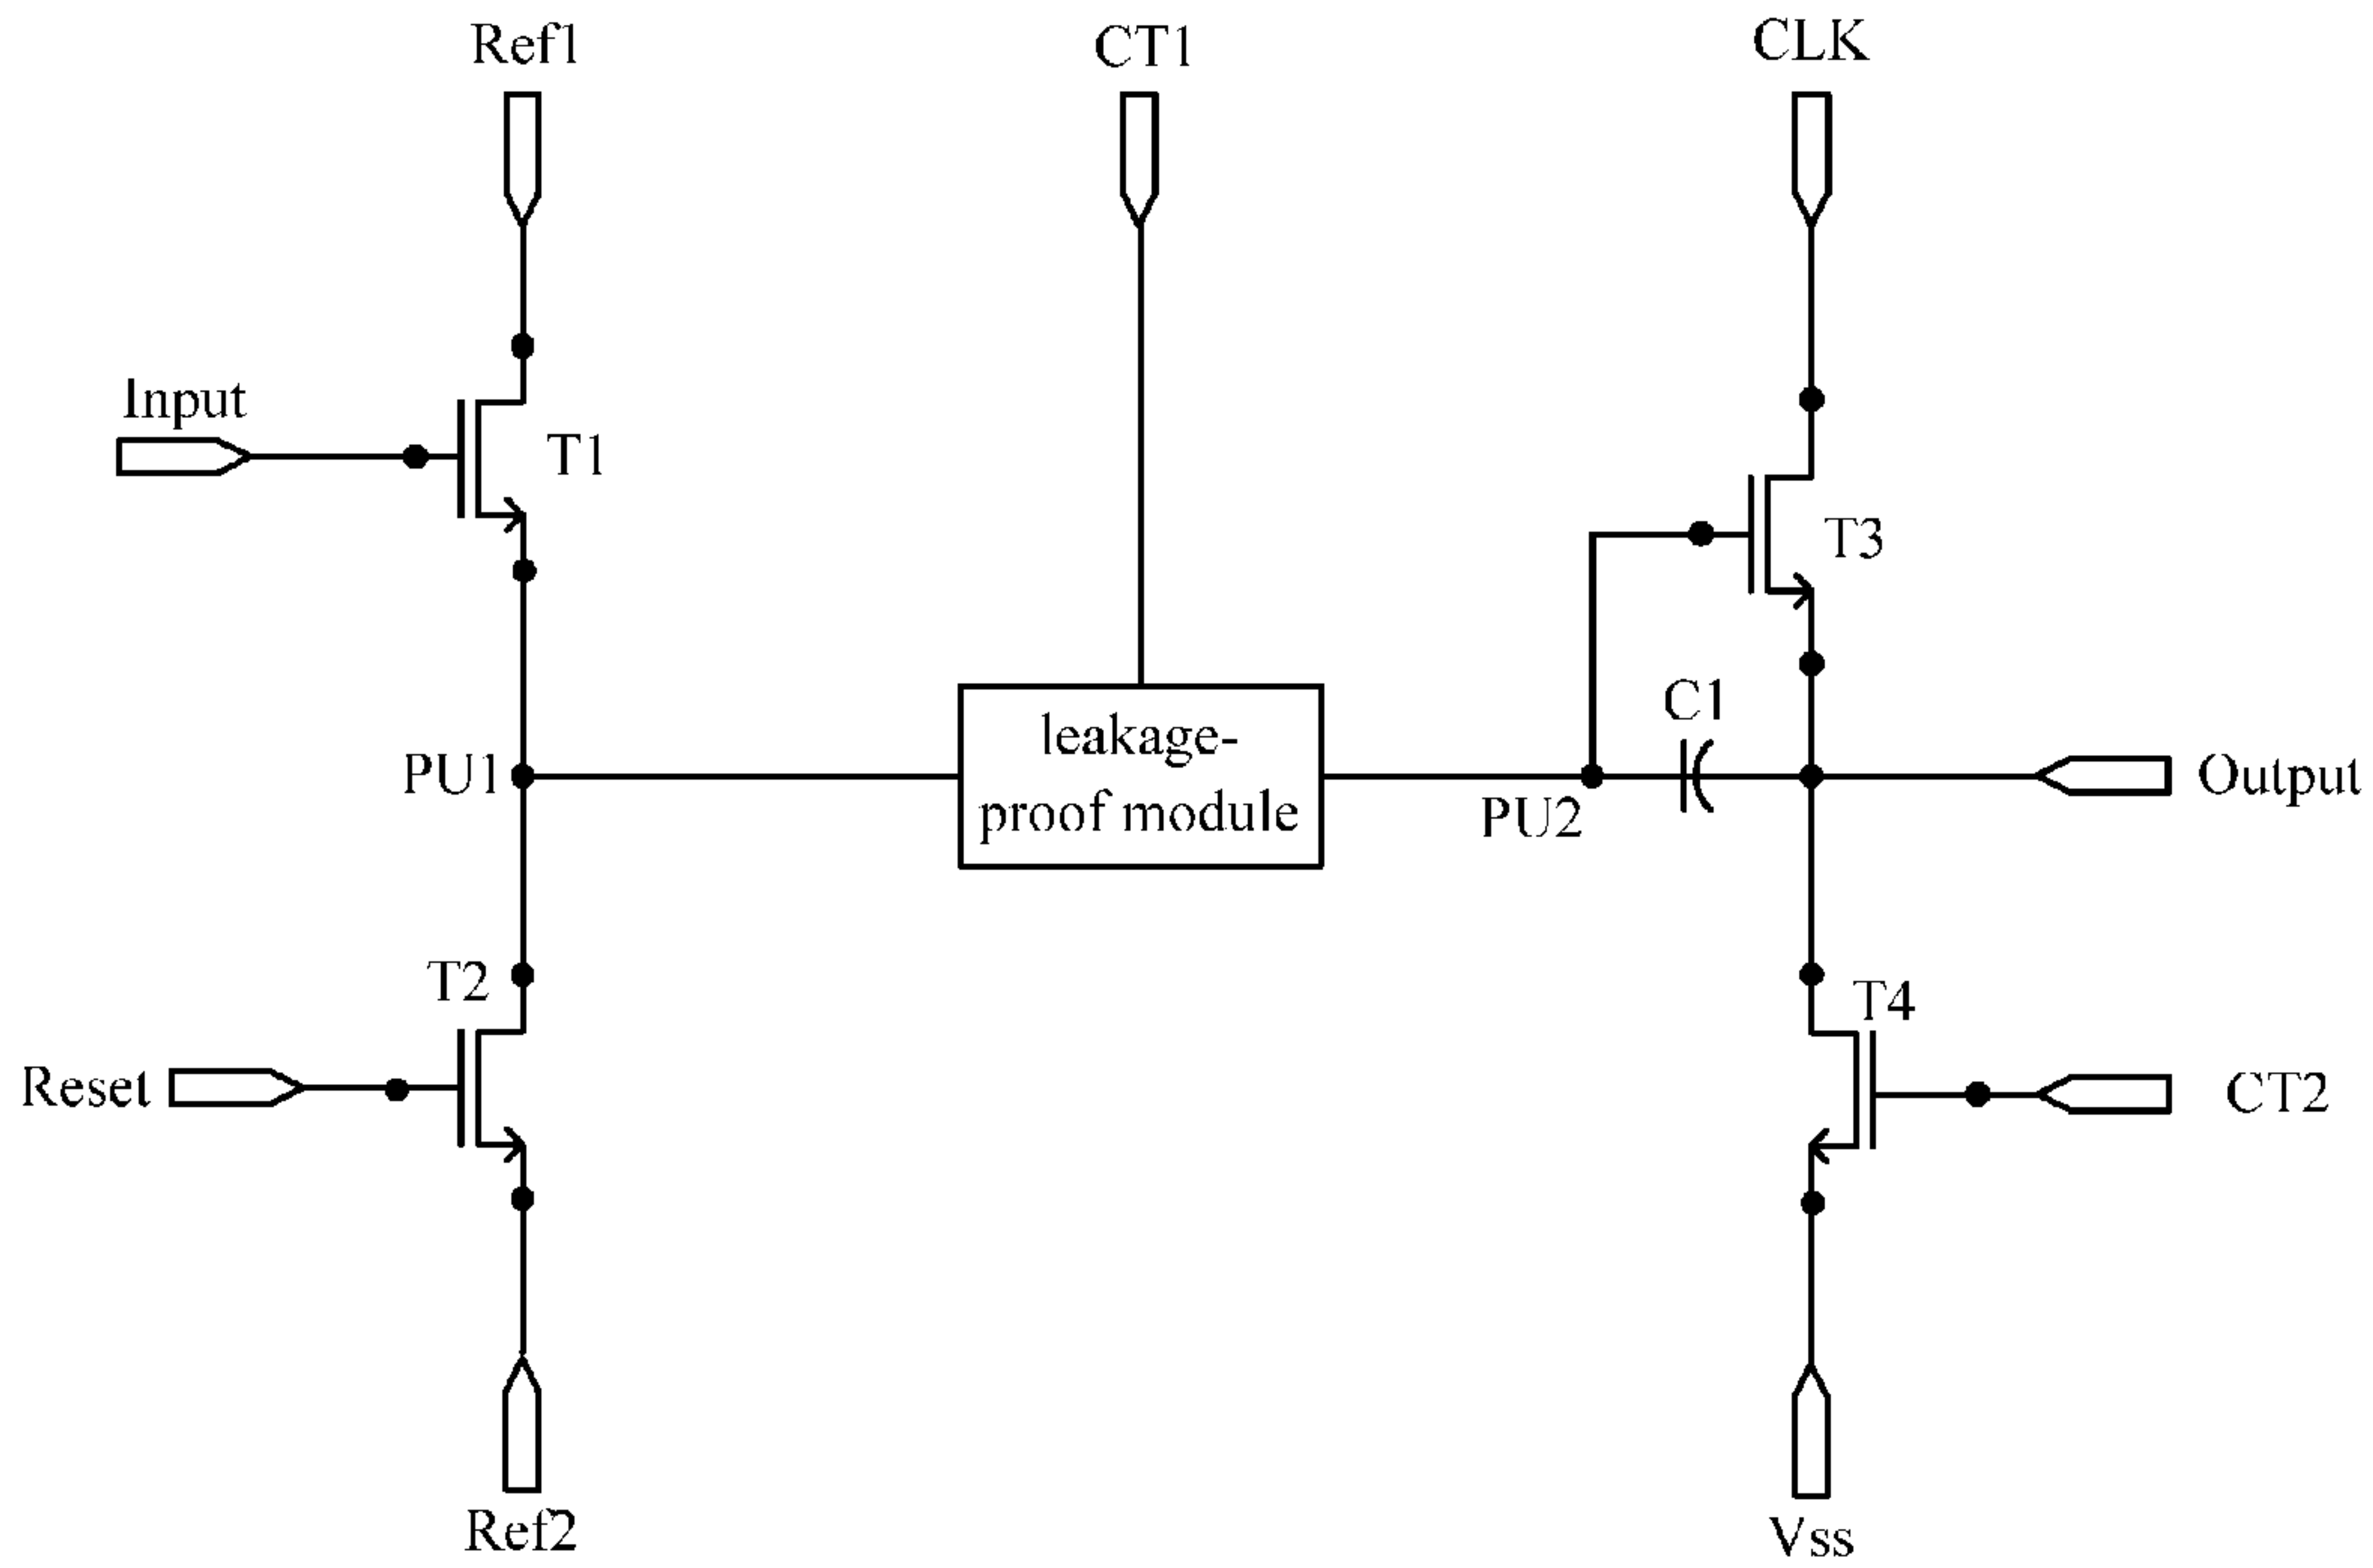 Ref1
CT1
CLK
Input
T1
T3
C1
leakage-
proof module
PU1
PU2
Output
T2
T4
Reset
CT2
Ref2
Vss